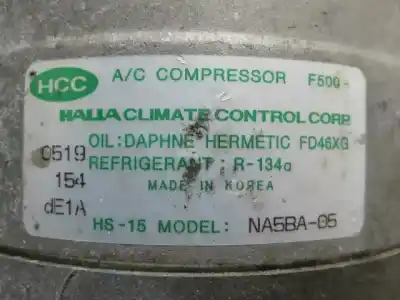 HCC A/C COMPRESSOR F500-
HALLA CLIMATE CONTROL CORP.
OIL: DAPHNE HERMETIC FD46XG
0519 REFRIGERANT: R-134a
154 MADE IN KOREA
dE1A
HS-15 MODEL: NA5BA-05